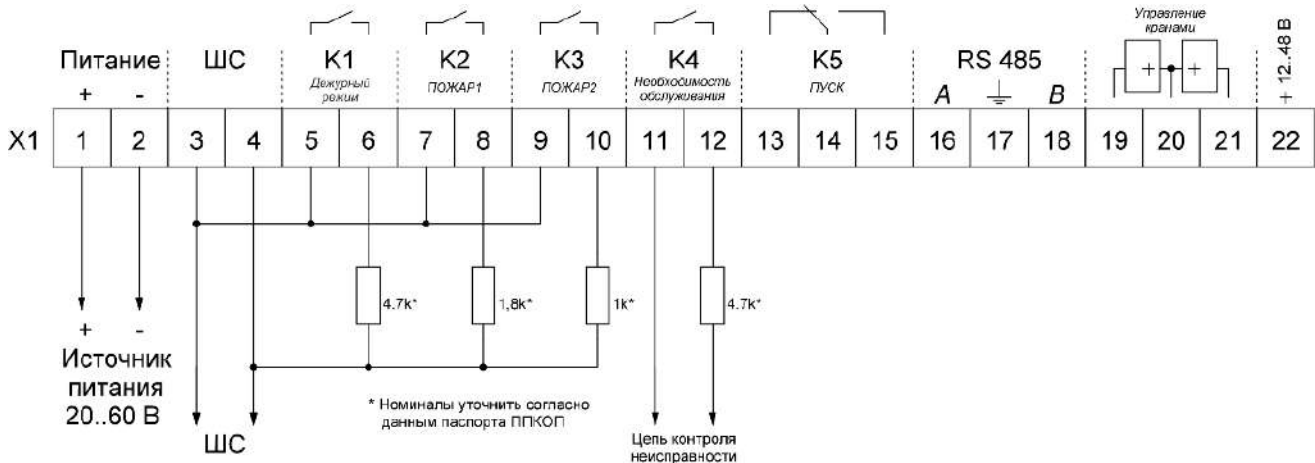 Управление
кранами
Питание ШС K1 K2 K3 K4 K5 RS 485
Дежурный
режим
ПОЖАР1
ПОЖАР2
Необходимость
обслуживания
ПУСК
+ - A B
+ +
+ 12..48 В
X1 1 2 3 4 5 6 7 8 9 10 11 12 13 14 15 16 17 18 19 20 21 22
4.7k* 1,8k* 1k* 4.7k*
+ -
Источник
питания
20..60 В
ШС
* Номиналы уточнить согласно
данным паспорта ППКОП
Цепь контроля
неисправности